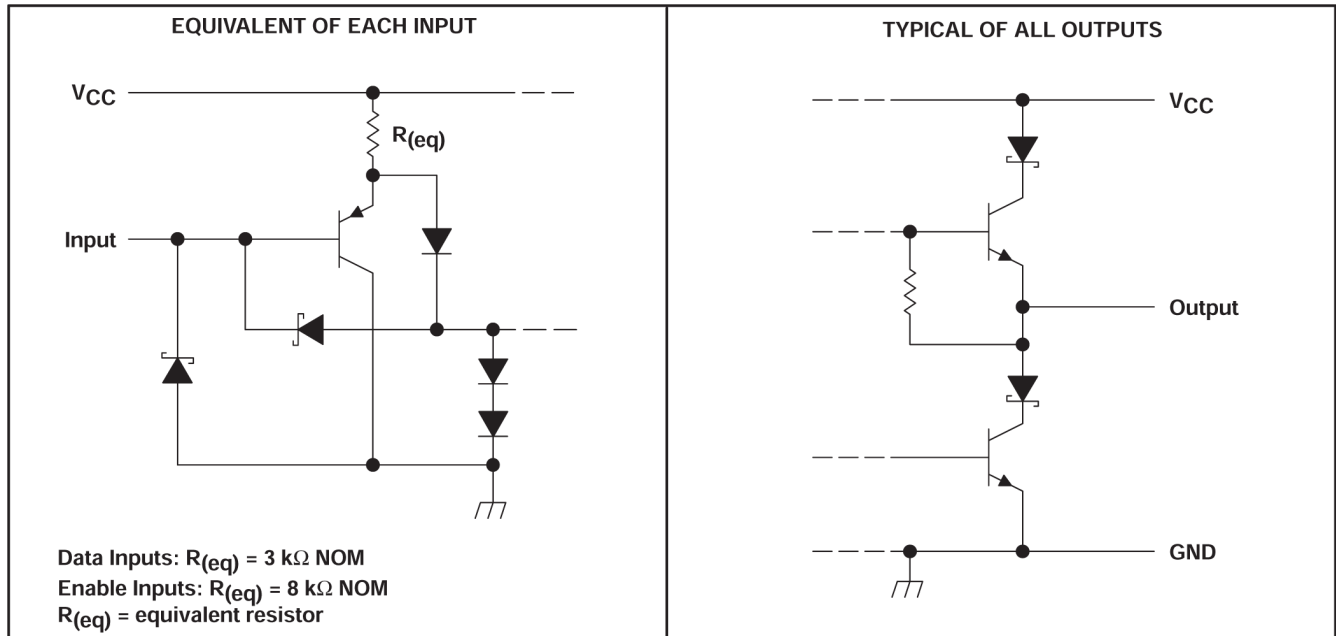 EQUIVALENT OF EACH INPUT
VCC
R(eq)
Input
Data Inputs: R(eq) = 3 kΩ NOM
Enable Inputs: R(eq) = 8 kΩ NOM
R(eq) = equivalent resistor
TYPICAL OF ALL OUTPUTS
VCC
Output
GND